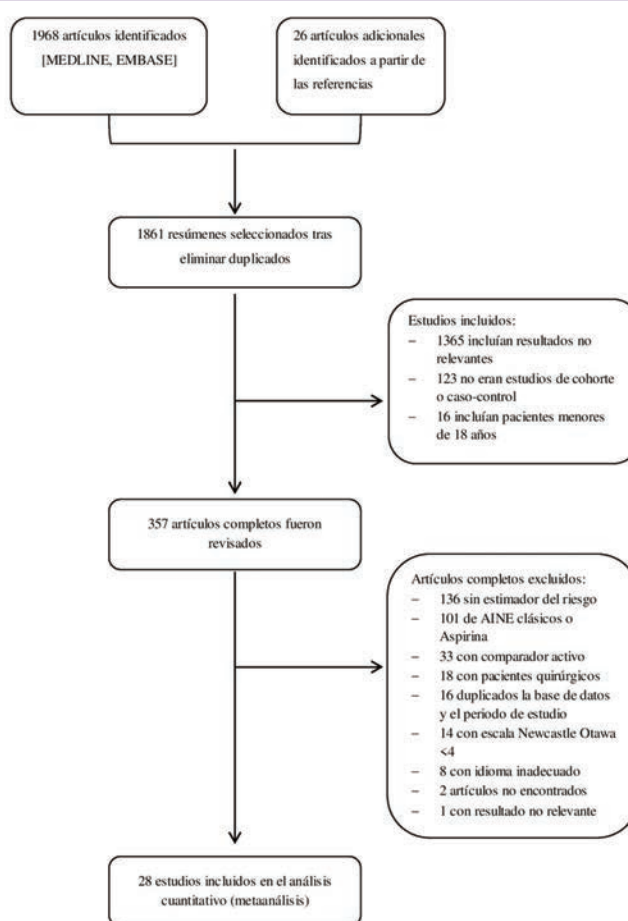 1968 artículos identificados
[MEDLINE, EMBASE]
26 artículos adicionales
identificados a partir de
las referencias
1861 resúmenes seleccionados tras
eliminar duplicados
Estudios incluidos:
– 1365 incluían resultados no
relevantes
– 123 no eran estudios de cohorte
o caso-control
– 16 incluían pacientes menores
de 18 años
357 artículos completos fueron
revisados
Artículos completos excluidos:
– 136 sin estimador del riesgo
– 101 de AINE clásicos o
Aspirina
– 33 con comparador activo
– 18 con pacientes quirúrgicos
– 16 duplicados la base de datos
y el periodo de estudio
– 14 con escala Newcastle Otawa
<4
– 8 con idioma inadecuado
– 2 artículos no encontrados
– 1 con resultado no relevante
28 estudios incluidos en el análisis
cuantitativo (metaanálisis)